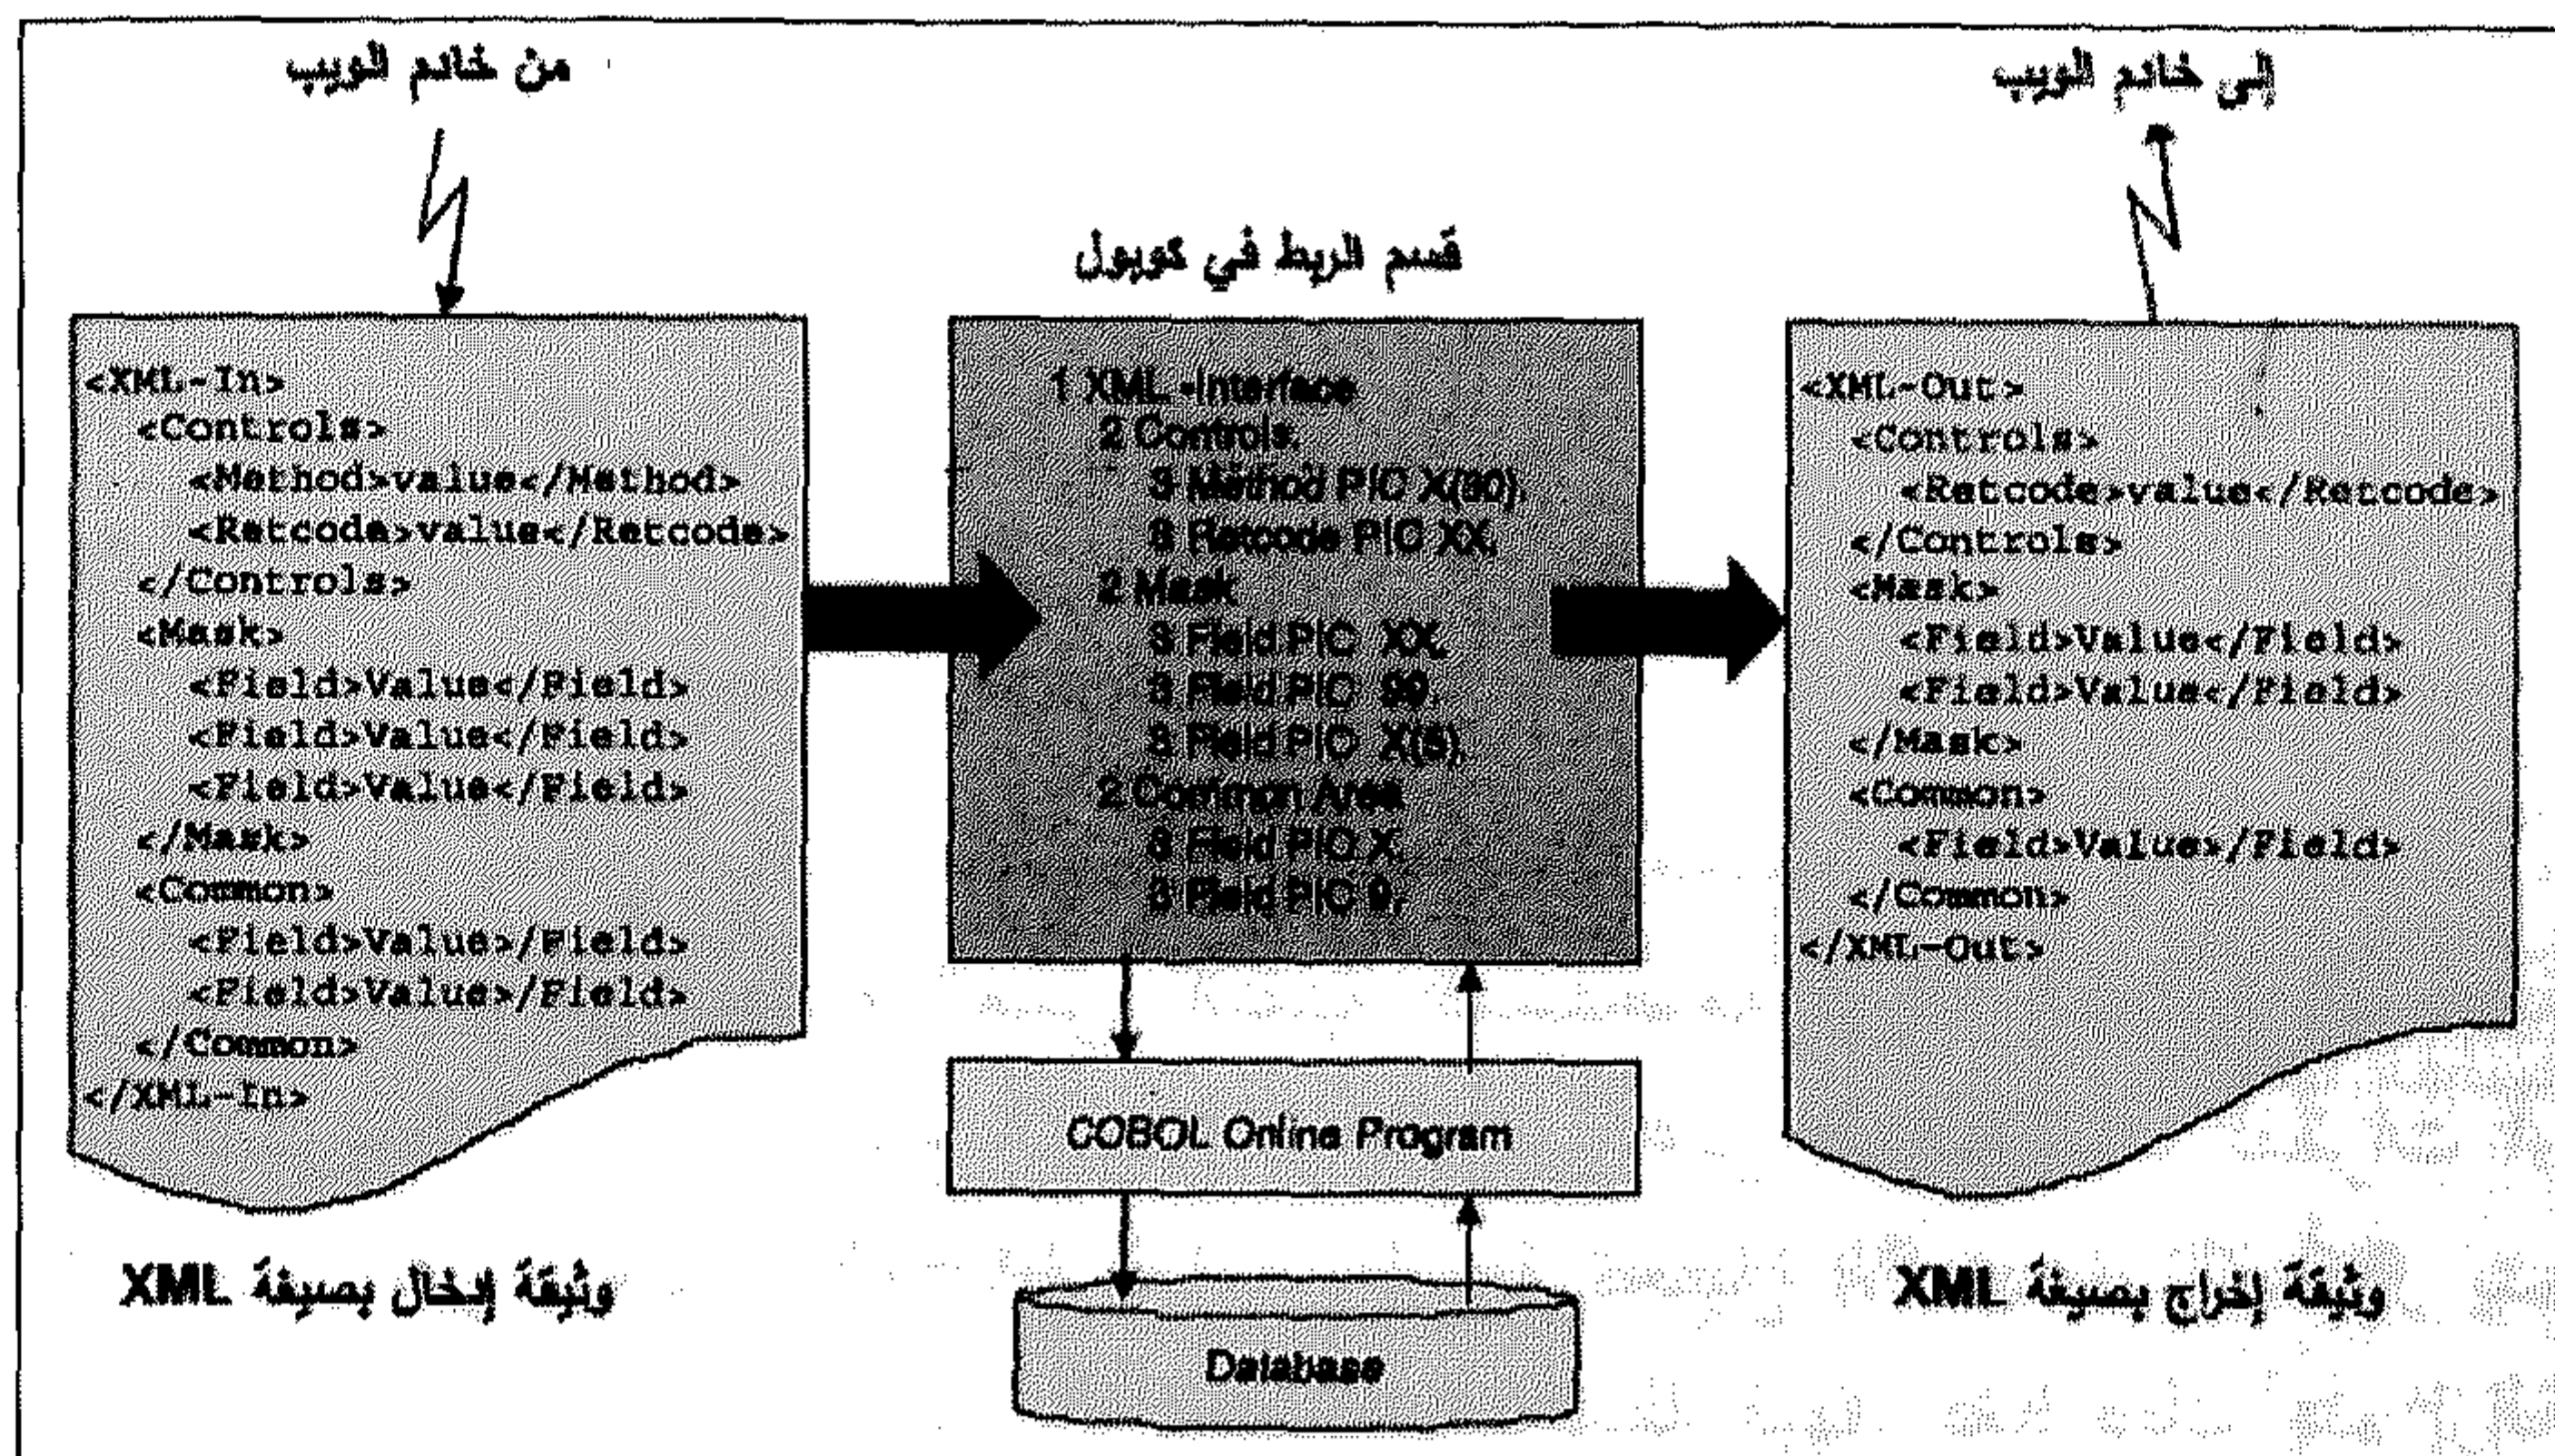 من خادم الويب
إلى خادم الويب
قسم الربط في كوبول
<XML-In>
<Controls>
<Method>value</Method>
<Retcode>value</Retcode>
</Controls>
<Mask>
<Field>Value</Field>
<Field>Value</Field>
<Field>Value</Field>
</Mask>
<Common>
<Field>Value>/Field>
<Field>Value>/Field>
</Common>
</XML-In>
1 XML-Interface
2 Controls.
3 Method PIC X(30).
3 Retcode PIC XX.
2 Mask
3 Field PIC XX.
3 Field PIC 99.
3 Field PIC X(5).
2 Common Area
3 Field PIC X.
3 Field PIC 9.
<XML-Out>
<Controls>
<Retcode>value</Retcode>
</Controls>
<Mask>
<Field>Value</Field>
<Field>Value</Field>
</Mask>
<Common>
<Field>Value>/Field>
</Common>
</XML-Out>
COBOL Online Program
Database
وثيقة إدخال بصيغة XML
وثيقة إخراج بصيغة XML